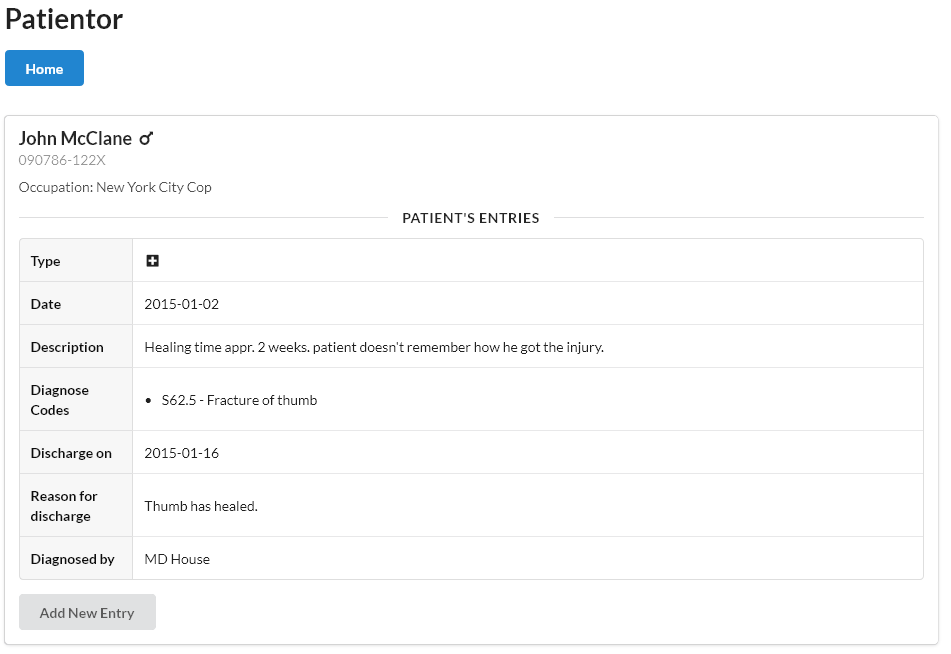 Patientor
Home
John McClane
090786-122X
Occupation: New York City Cop
PATIENT'S ENTRIES
Type
Date 2015-01-02
Description Healing time appr. 2 weeks. patient doesn't remember how he got the injury.
Diagnose
Codes
• S62.5 - Fracture of thumb
Discharge on 2015-01-16
Reason for
discharge
Thumb has healed.
Diagnosed by MD House
Add New Entry